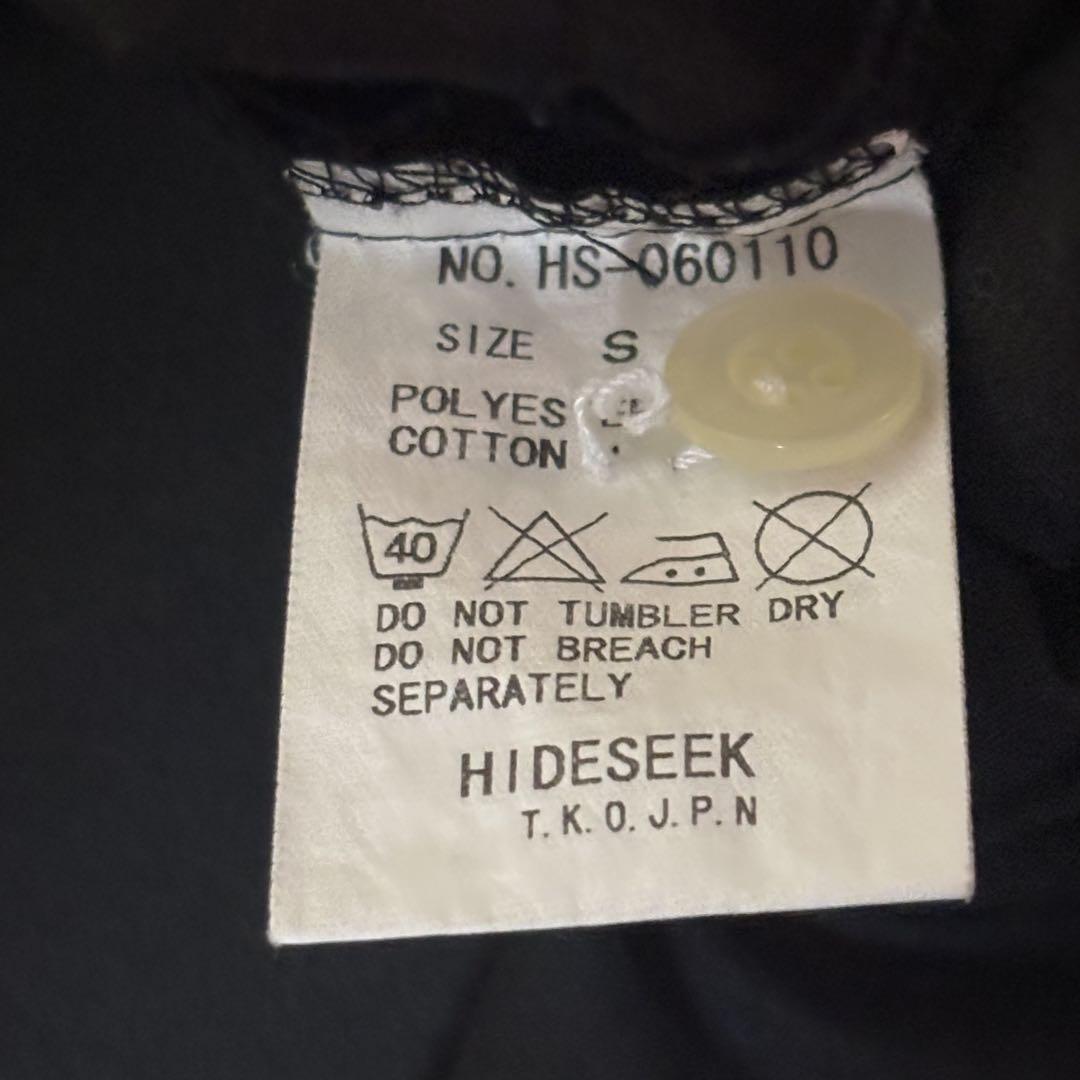 NO. HS-060110
SIZE S
POLYES
COTTON
40
DO NOT TUMBLER DRY
DO NOT BREACH
SEPARATELY
HIDESEEK
T.K.O.J.P.N